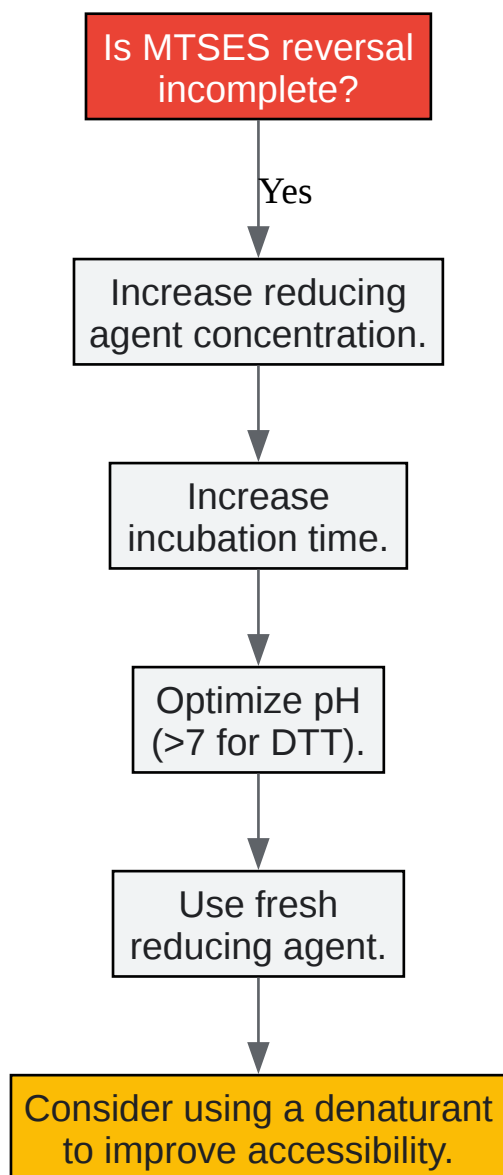 Is MTSES reversal
incomplete?
Yes
Increase reducing
agent concentration.
Increase
incubation time.
Optimize pH
(>7 for DTT).
Use fresh
reducing agent.
Consider using a denaturant
to improve accessibility.